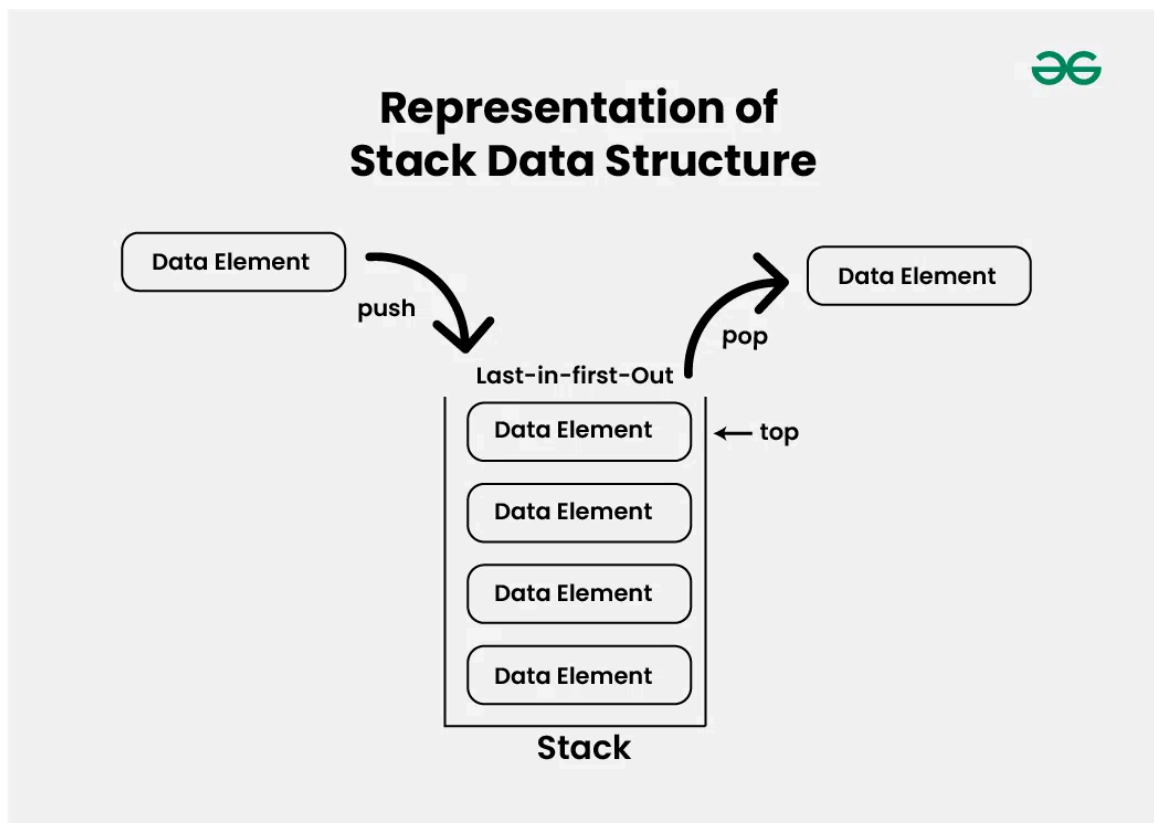 Representation of
Stack Data Structure
Data Element
push
Data Element
pop
Last-in-first-Out
Data Element
top
Data Element
Data Element
Data Element
Stack